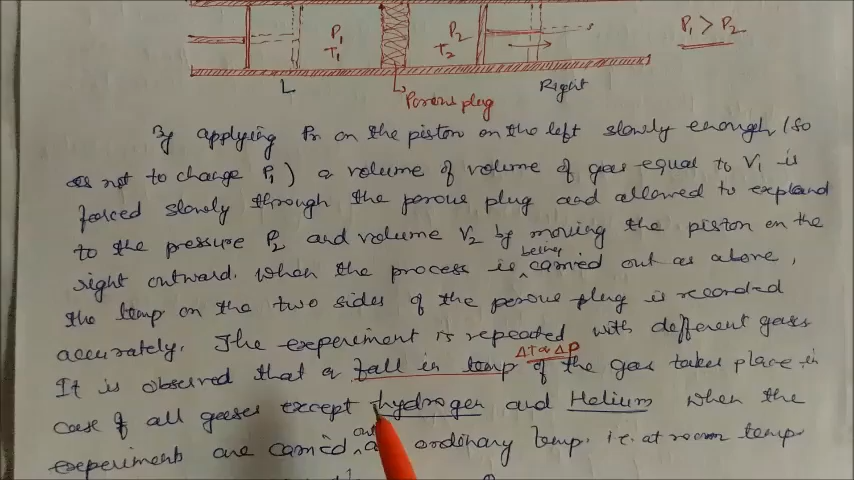 P1 P2 P1 > P2
T1 T2
L Porous plug Right
By applying Pr on the piston on the left slowly enough (so
as not to change P1) a volume of volume of gas equal to V1 is
forced slowly through the porous plug and allowed to expland
to the pressure P2 and volume V2 by moving the piston on the
right outward. When the process is being carried out as above,
the temp on the two sides of the porous plug is recorded
accurately. The experiment is repeated with different gases
ΔT α ΔP
It is observed that a fall in temp of the gas takes place in
case of all gases except hydrogen and Helium when the
experiments are carried out ordinary temp. i.e. at room temp.